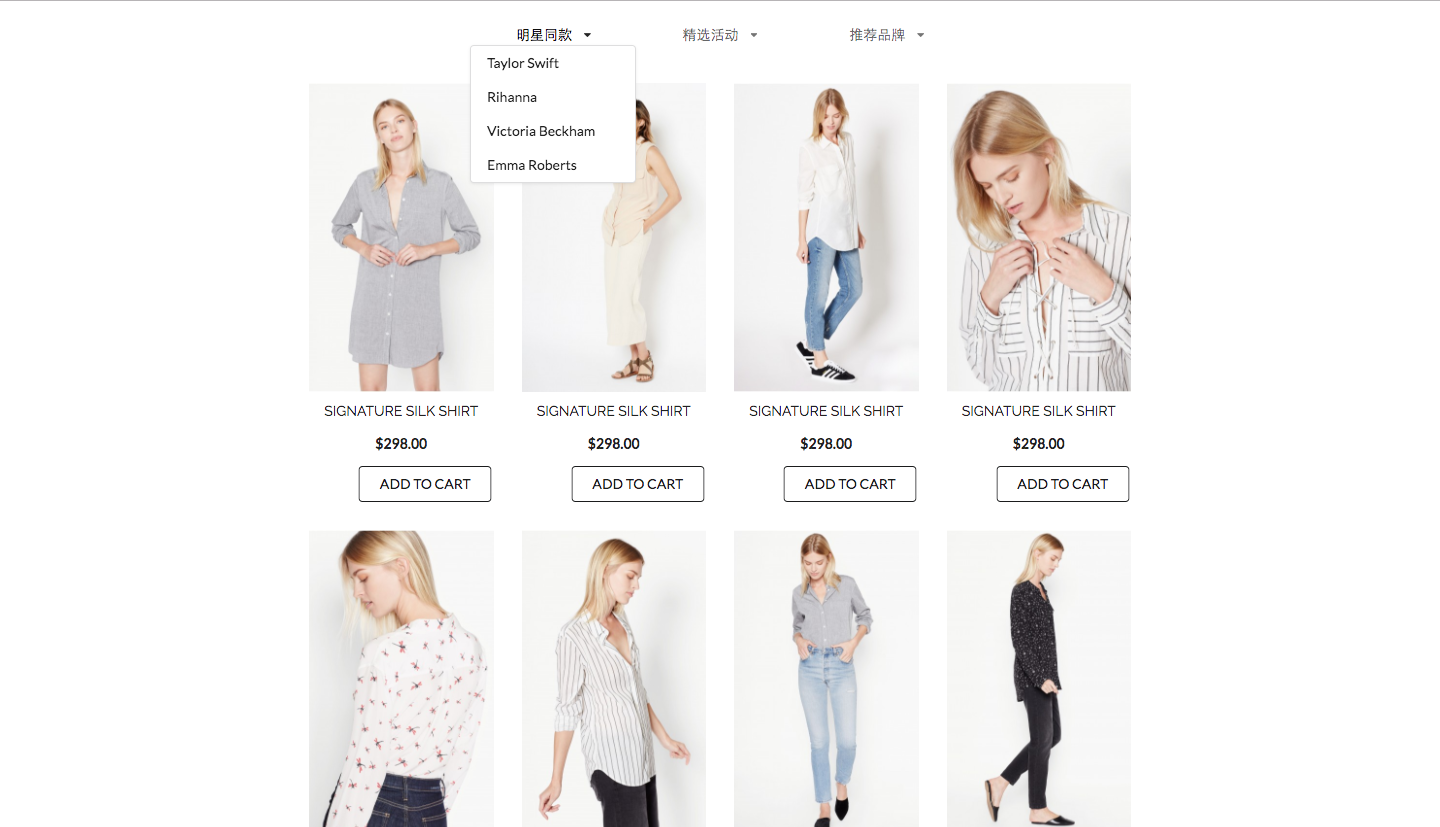 明星同款 精选活动 推荐品牌
Taylor Swift
Rihanna
Victoria Beckham
Emma Roberts
SIGNATURE SILK SHIRT SIGNATURE SILK SHIRT SIGNATURE SILK SHIRT SIGNATURE SILK SHIRT
$298.00 $298.00 $298.00 $298.00
ADD TO CART ADD TO CART ADD TO CART ADD TO CART